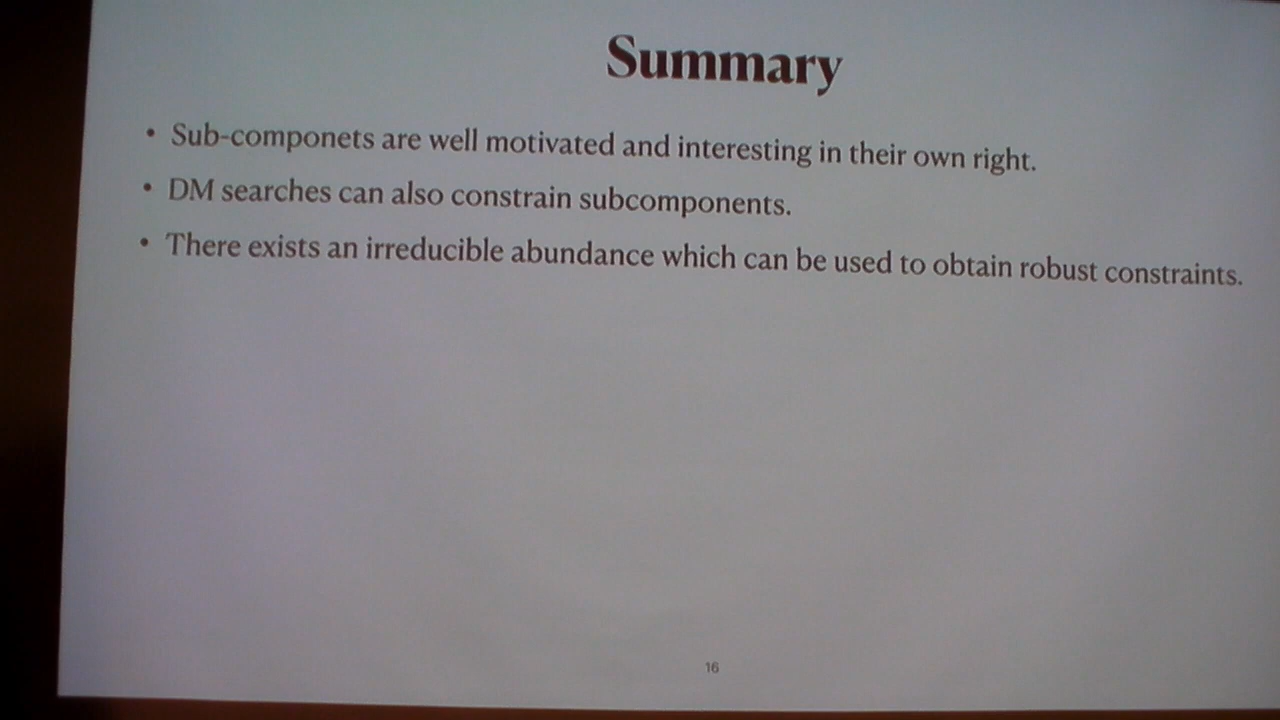 Summary
• Sub-componets are well motivated and interesting in their own right.
• DM searches can also constrain subcomponents.
• There exists an irreducible abundance which can be used to obtain robust constraints.
16